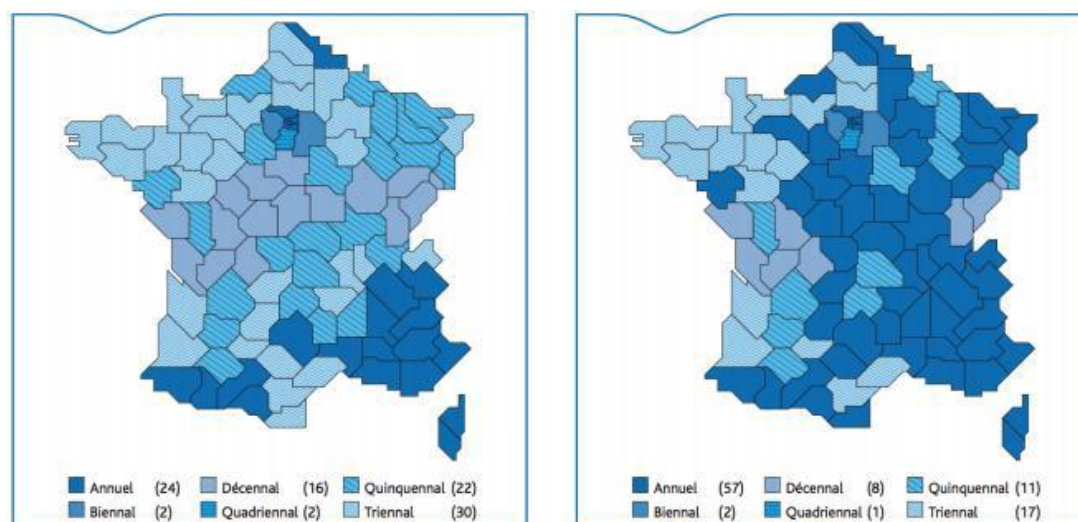 Annuel (24) Décennal (16) Quinquennal (22)
Biennal (2) Quadriennal (2) Triennal (30)
Annuel (57) Décennal (8) Quinquennal (11)
Biennal (2) Quadriennal (1) Triennal (17)